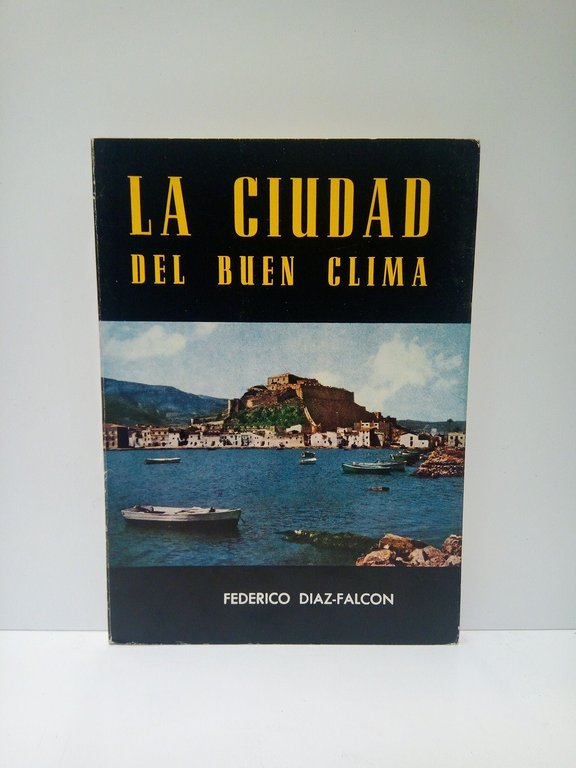 LA CIUDAD
DEL BUEN CLIMA
FEDERICO DIAZ-FALCON